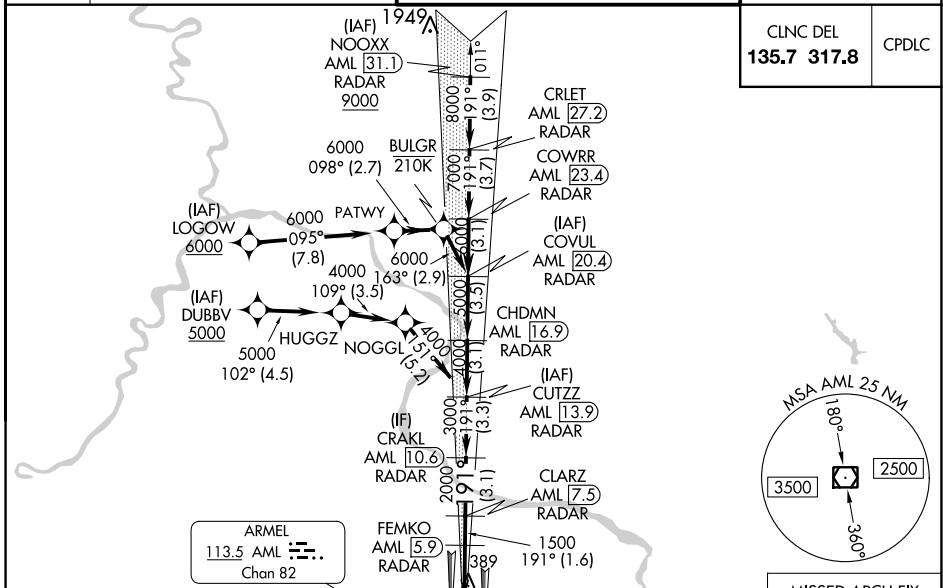 1949
(IAF)
NOOXX
AML 31.1
RADAR
9000
CLNC DEL
135.7 317.8
CPDLC
011°
8000
191°
(3.9)
CRLET
AML 27.2
RADAR
7000
191°
(3.7)
COWRR
AML 23.4
RADAR
6000
098° (2.7)
BULGR
210K
(IAF)
LOGOW
6000
6000
095°
(7.8)
PATWY
6000
(3.1)
(IAF)
COVUL
AML 20.4
RADAR
6000
163° (2.9)
5000
(3.5)
(IAF)
DUBBV
5000
5000
102° (4.5)
HUGGZ
4000
109° (3.5)
NOGGL
4000
151°
(5.2)
CHDMN
AML 16.9
RADAR
4000
(3.1)
(IAF)
CUTZZ
AML 13.9
RADAR
3000
191°
(3.3)
(IF)
CRAKL
AML 10.6
RADAR
2000
191°
(3.1)
CLARZ
AML 7.5
RADAR
FEMKO
AML 5.9
RADAR
1500
191° (1.6)
389
ARMEL
113.5 AML
Chan 82
MSA AML 25 NM
180°
3500
2500
360°
MISSED APCH FIX